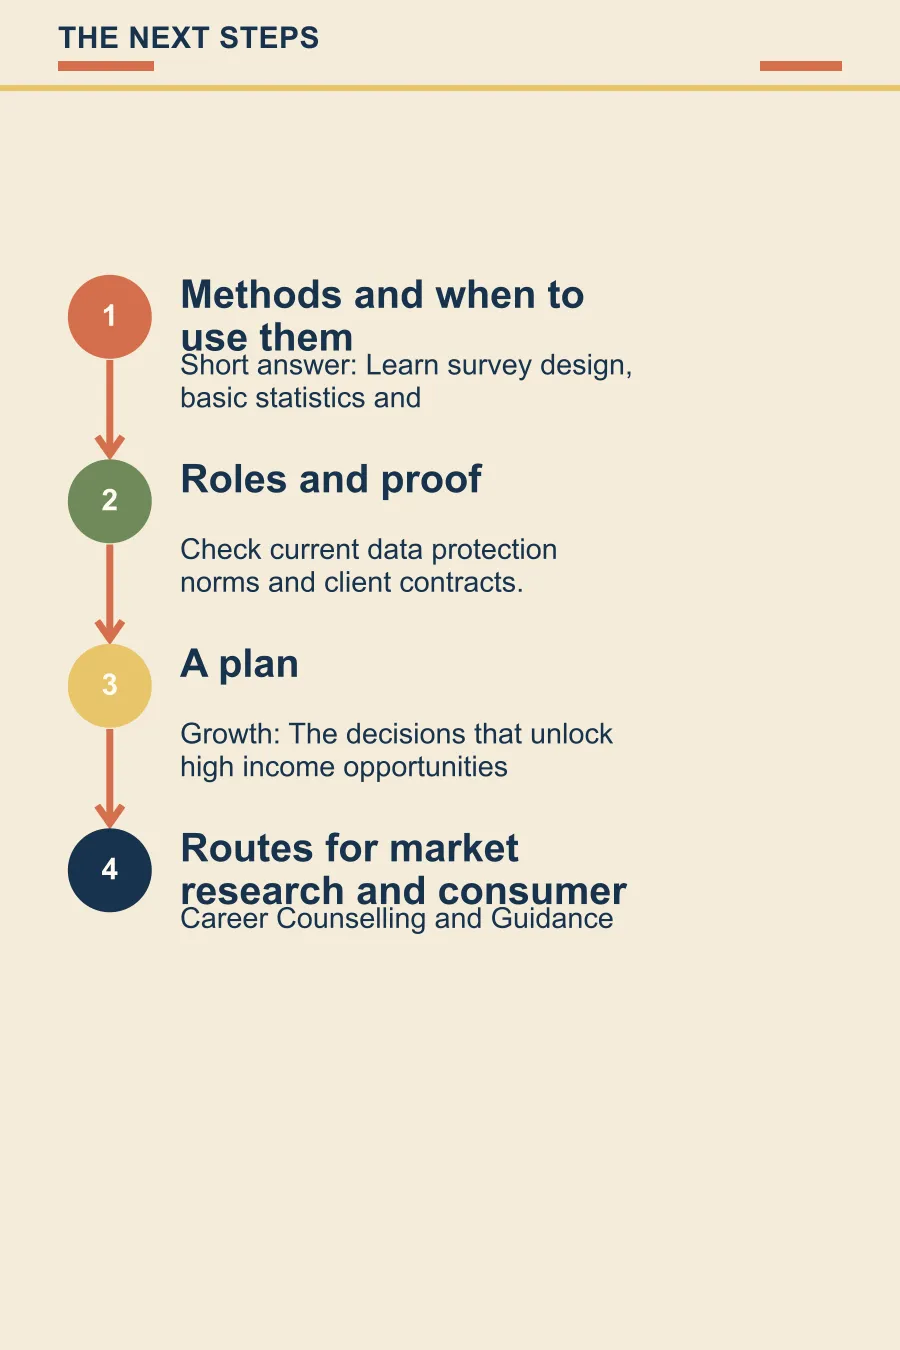 THE NEXT STEPS
1
Methods and when to
use them
Short answer: Learn survey design,
basic statistics and
2
Roles and proof
Check current data protection
norms and client contracts.
3
A plan
Growth: The decisions that unlock
high income opportunities
4
Routes for market
research and consumer
Career Counselling and Guidance